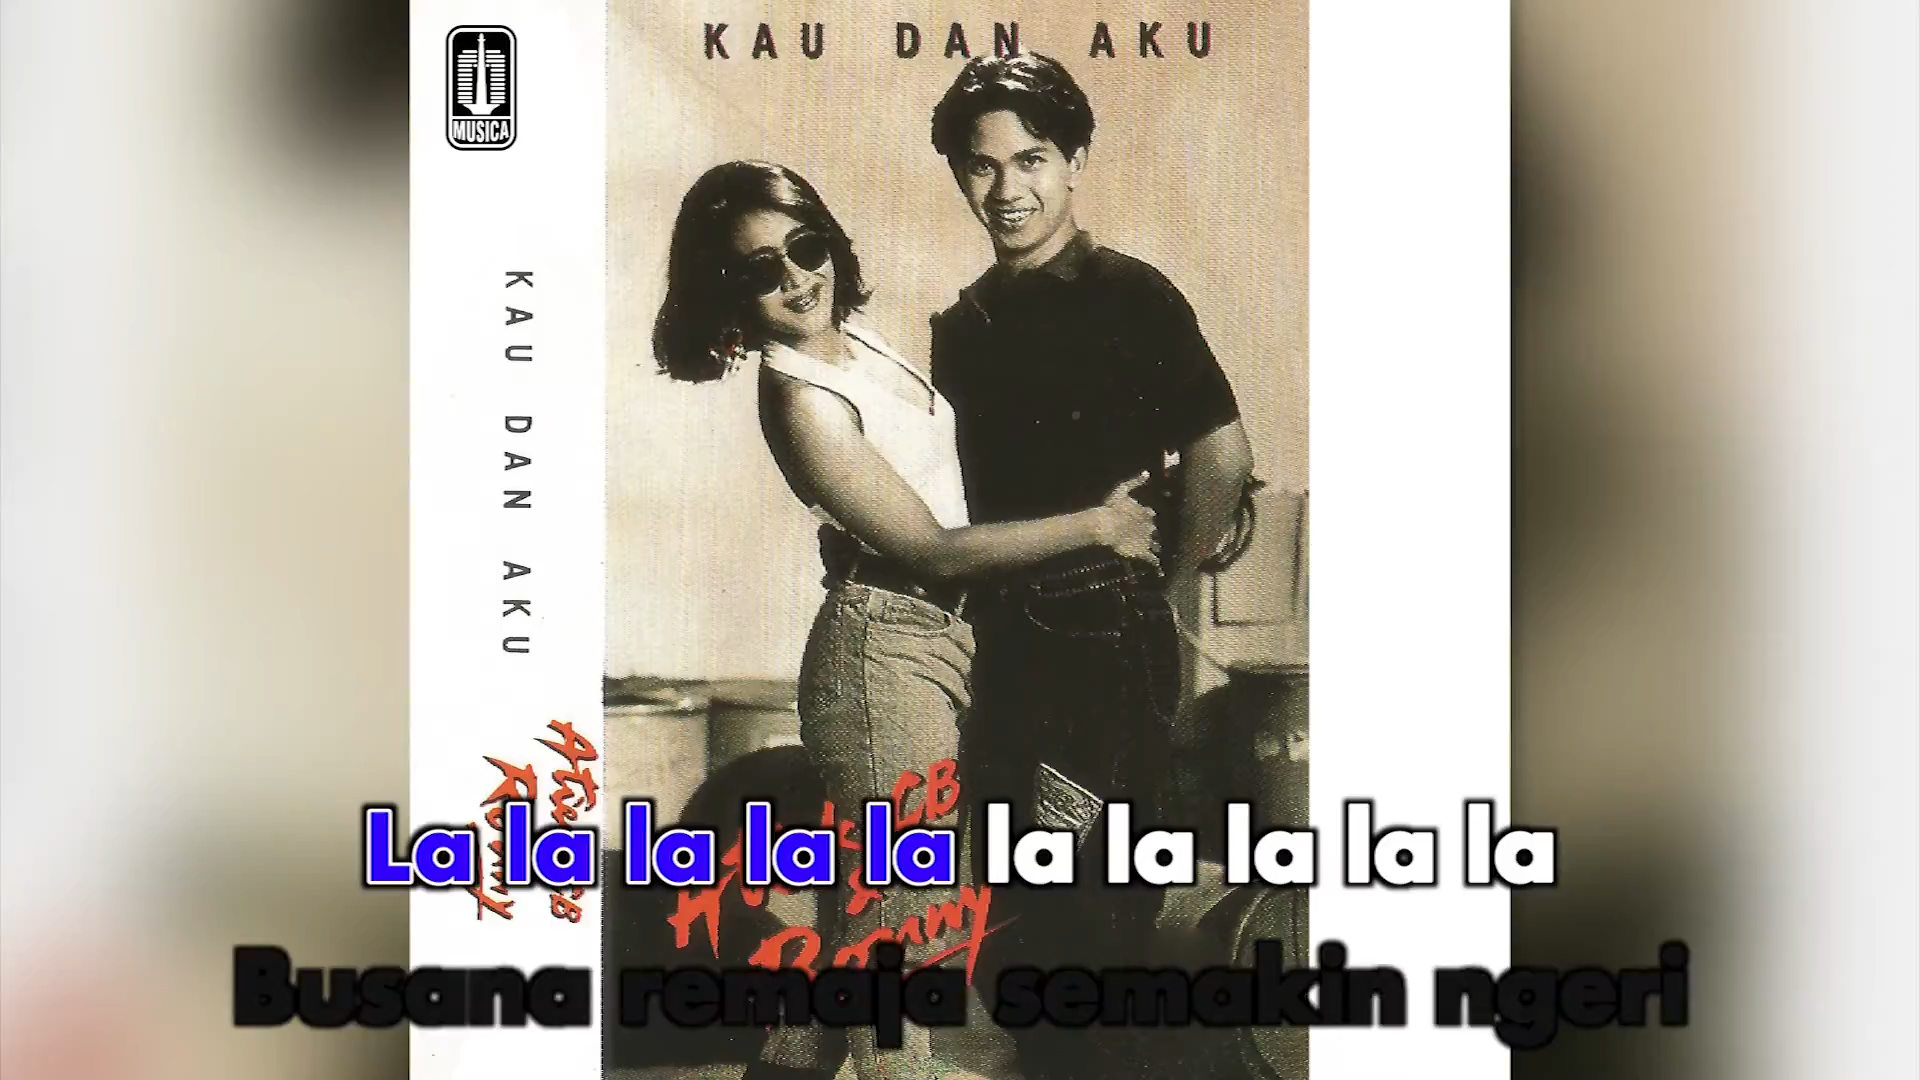 KAU DAN AKU
MUSICA
KAU DAN AKU
La la la la la la la la la la
Busana remaja semakin ngeri